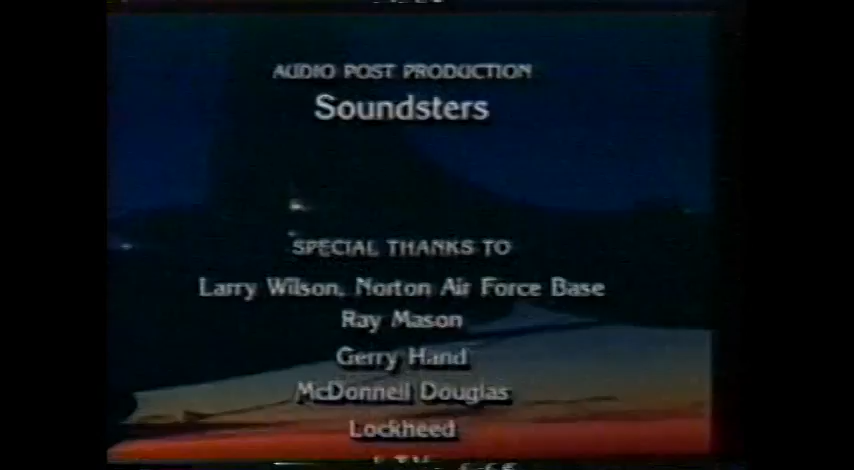 AUDIO POST PRODUCTION
Soundsters
SPECIAL THANKS TO
Larry Wilson, Norton Air Force Base
Ray Mason
Gerry Hand
McDonnell Douglas
Lockheed